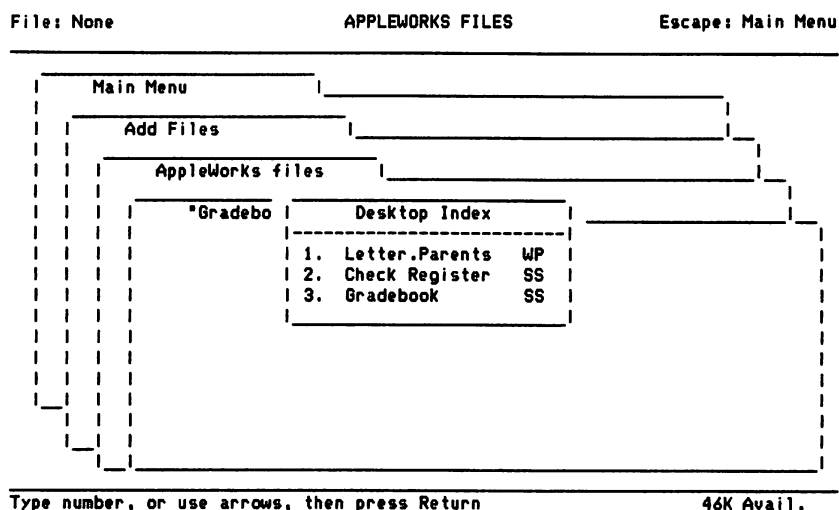 File: None APPLEWORKS FILES Escape: Main Menu
Main Menu
Add Files
AppleWorks files
"Gradebo Desktop Index
1. Letter.Parents WP
2. Check Register SS
3. Gradebook SS
Type number, or use arrows, then press Return 46K Avail.